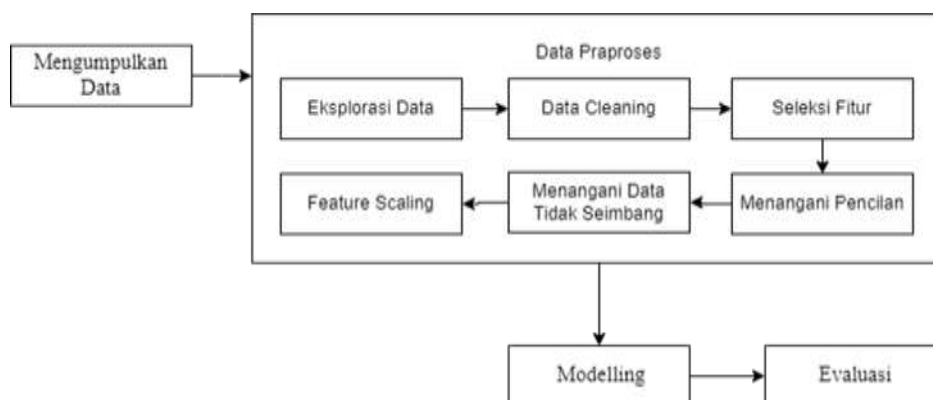 Data Praproses
Mengumpulkan
Data
Eksplorasi Data
Data Cleaning
Seleksi Fitur
Menangani Pencilan
Menangani Data
Tidak Seimbang
Feature Scaling
Modelling
Evaluasi